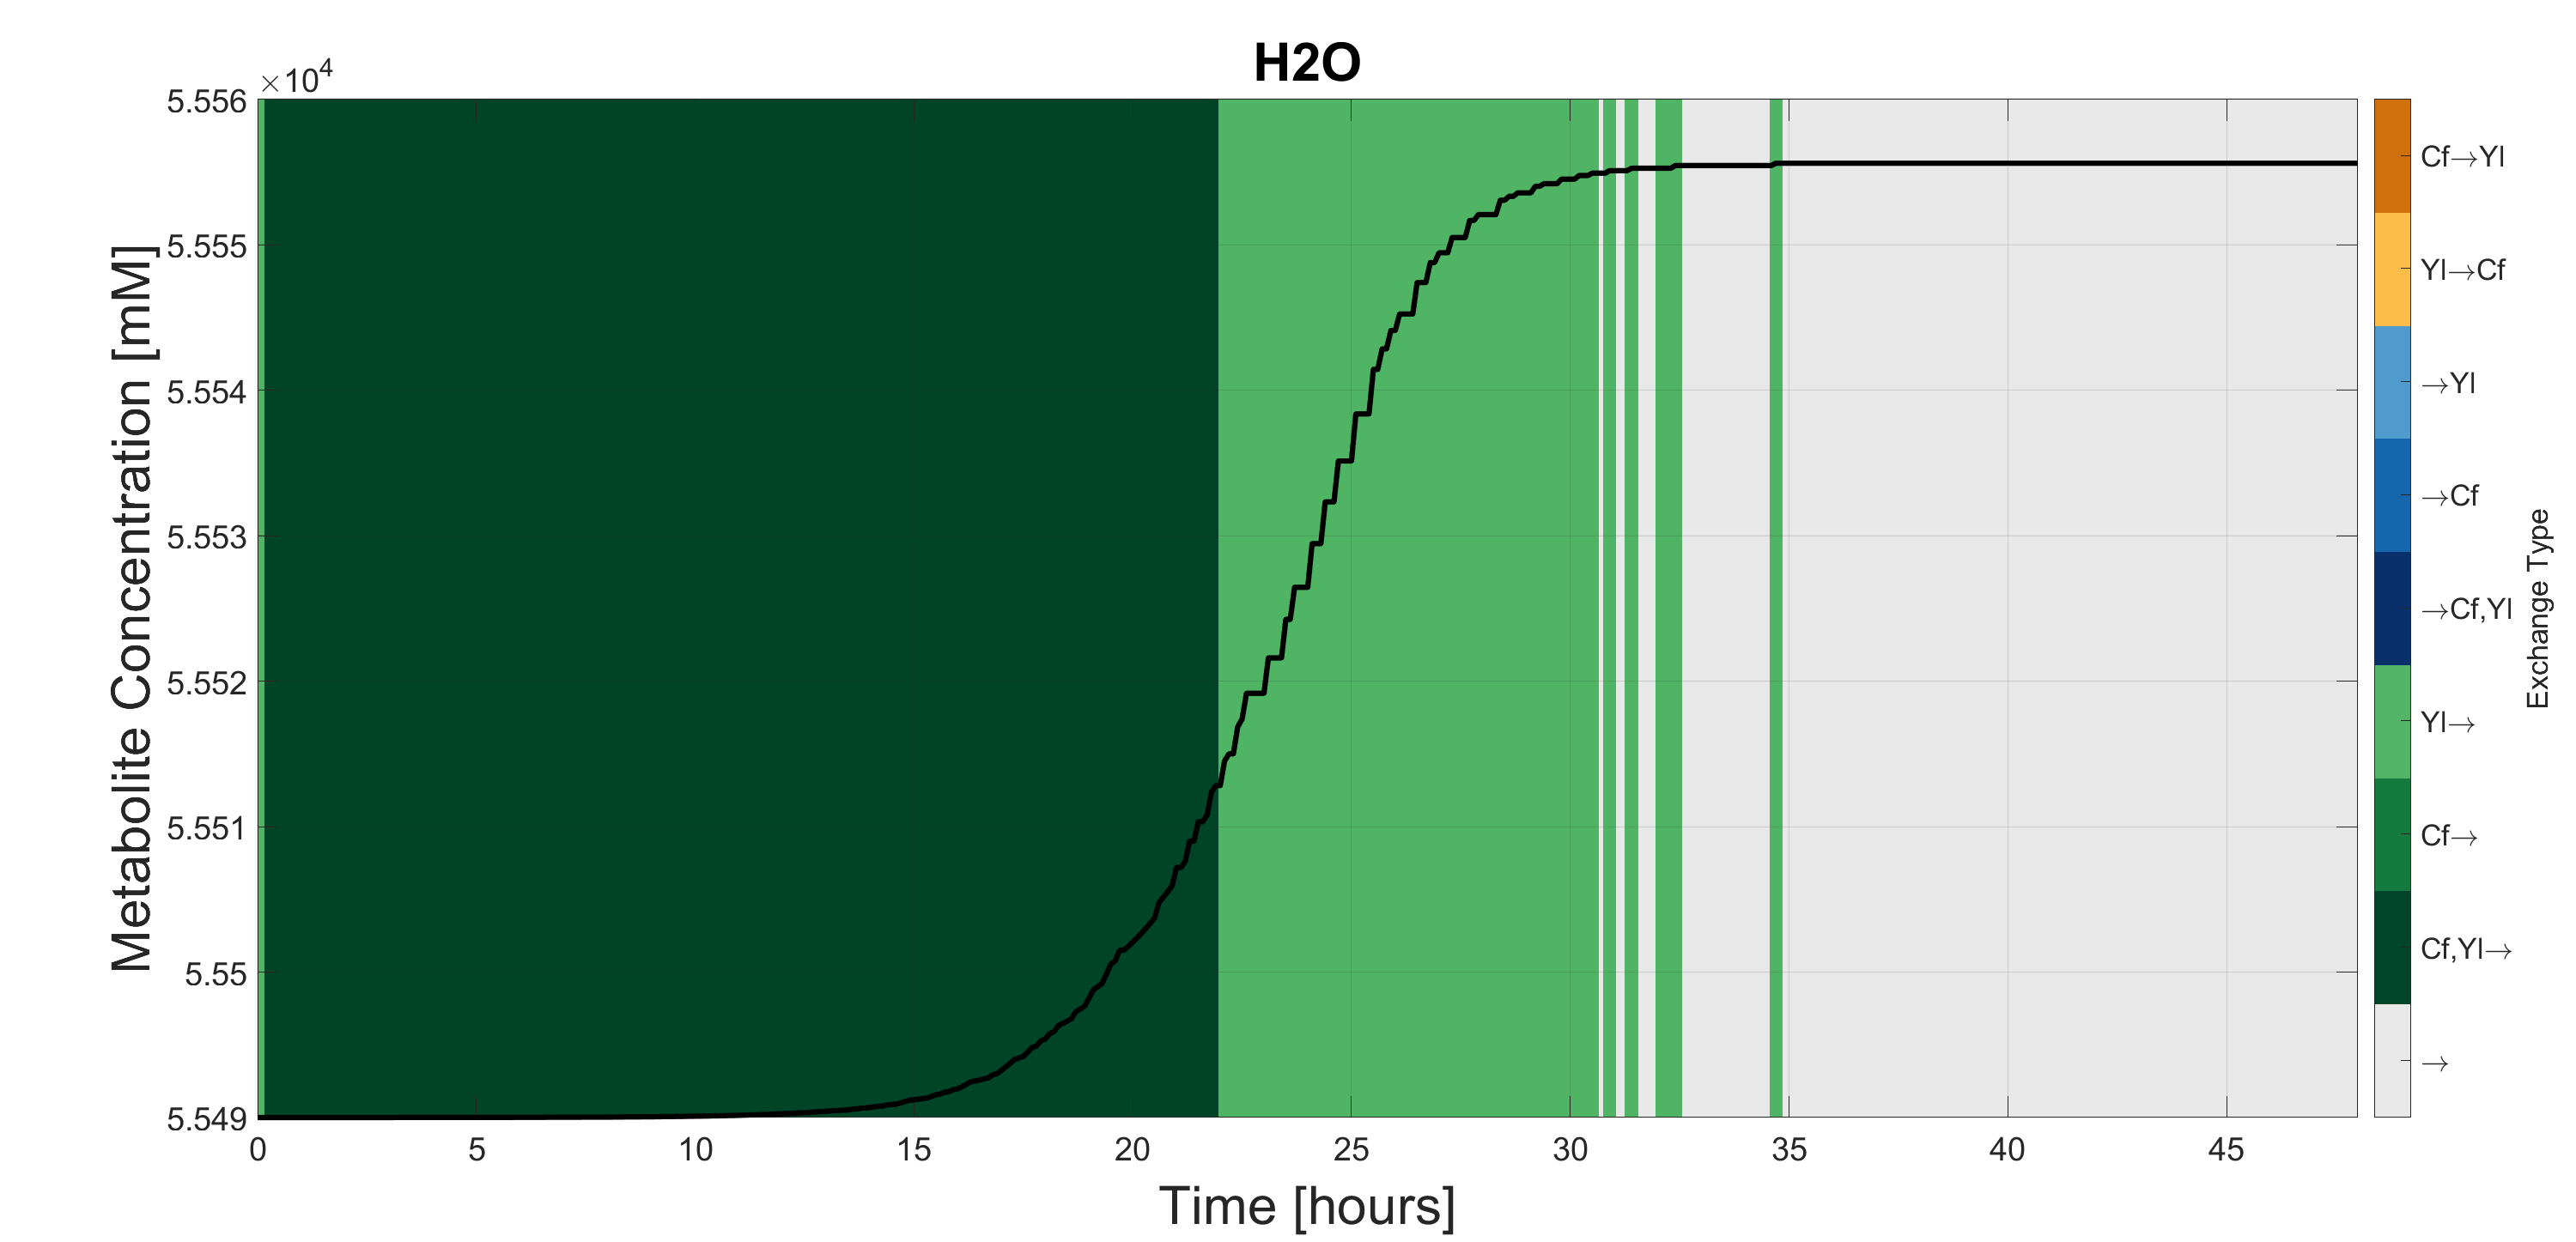 H2O
×10^4
5.556
5.555
5.554
5.553
5.552
5.551
5.55
5.549
Metabolite Concentration [mM]
0 5 10 15 20 25 30 35 40 45
Time [hours]
Cf→Yl
Yl→Cf
→Yl
→Cf
→Cf,Yl
Yl→
Cf→
Cf,Yl→
→
Exchange Type